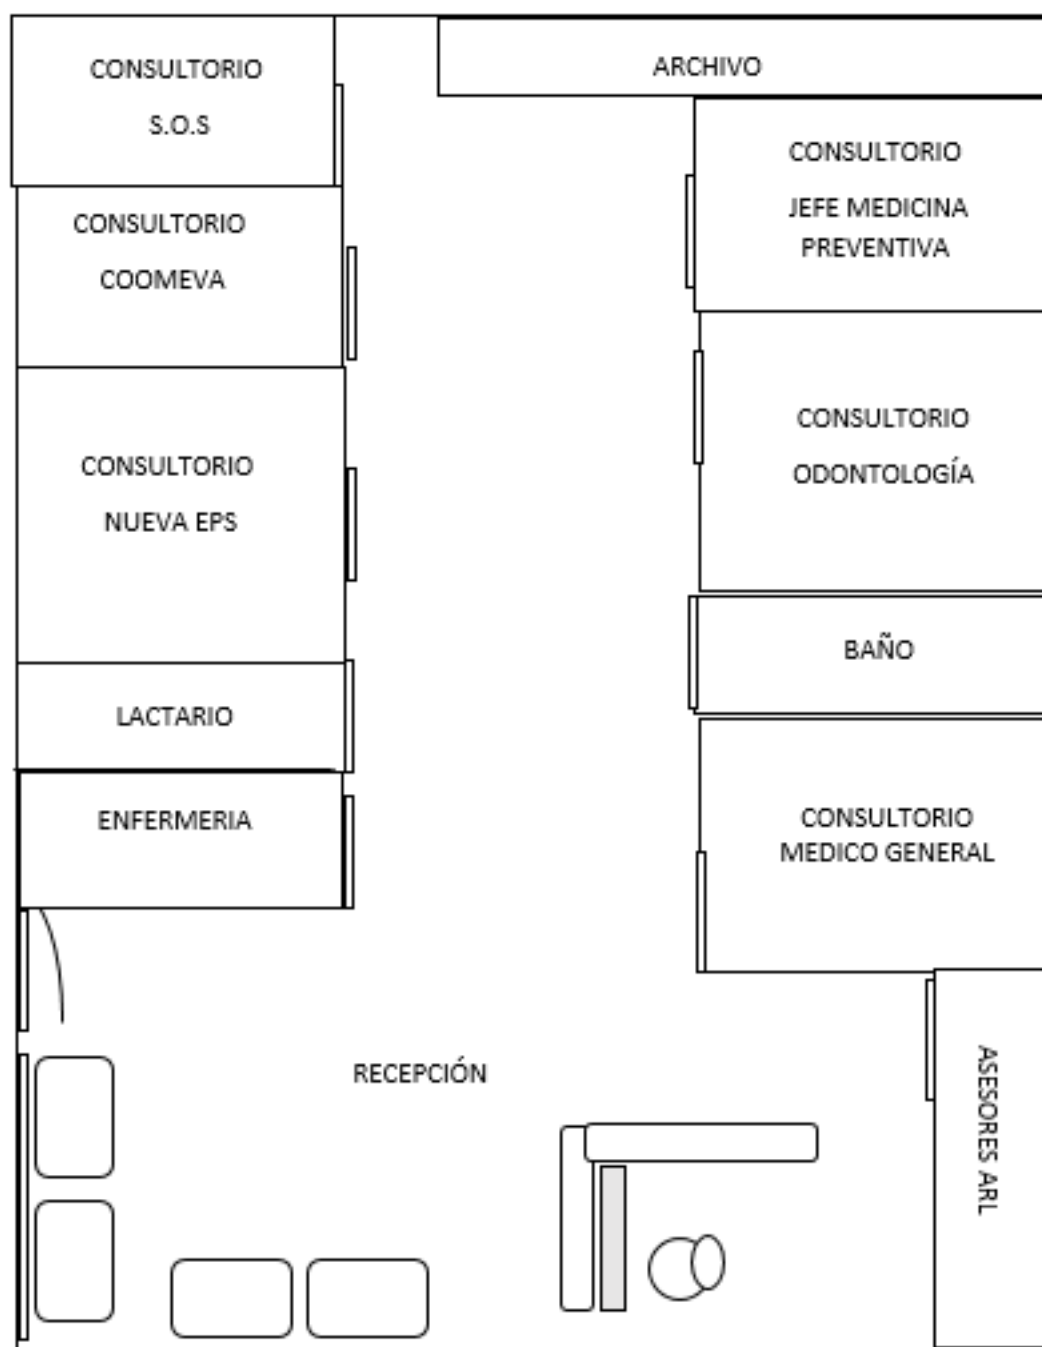 CONSULTORIO
S.O.S
CONSULTORIO
COOMEVA
CONSULTORIO
NUEVA EPS
LACTARIO
ENFERMERIA
ARCHIVO
CONSULTORIO
JEFE MEDICINA
PREVENTIVA
CONSULTORIO
ODONTOLOGÍA
BAÑO
CONSULTORIO
MEDICO GENERAL
RECEPCIÓN
ASESORES ARL